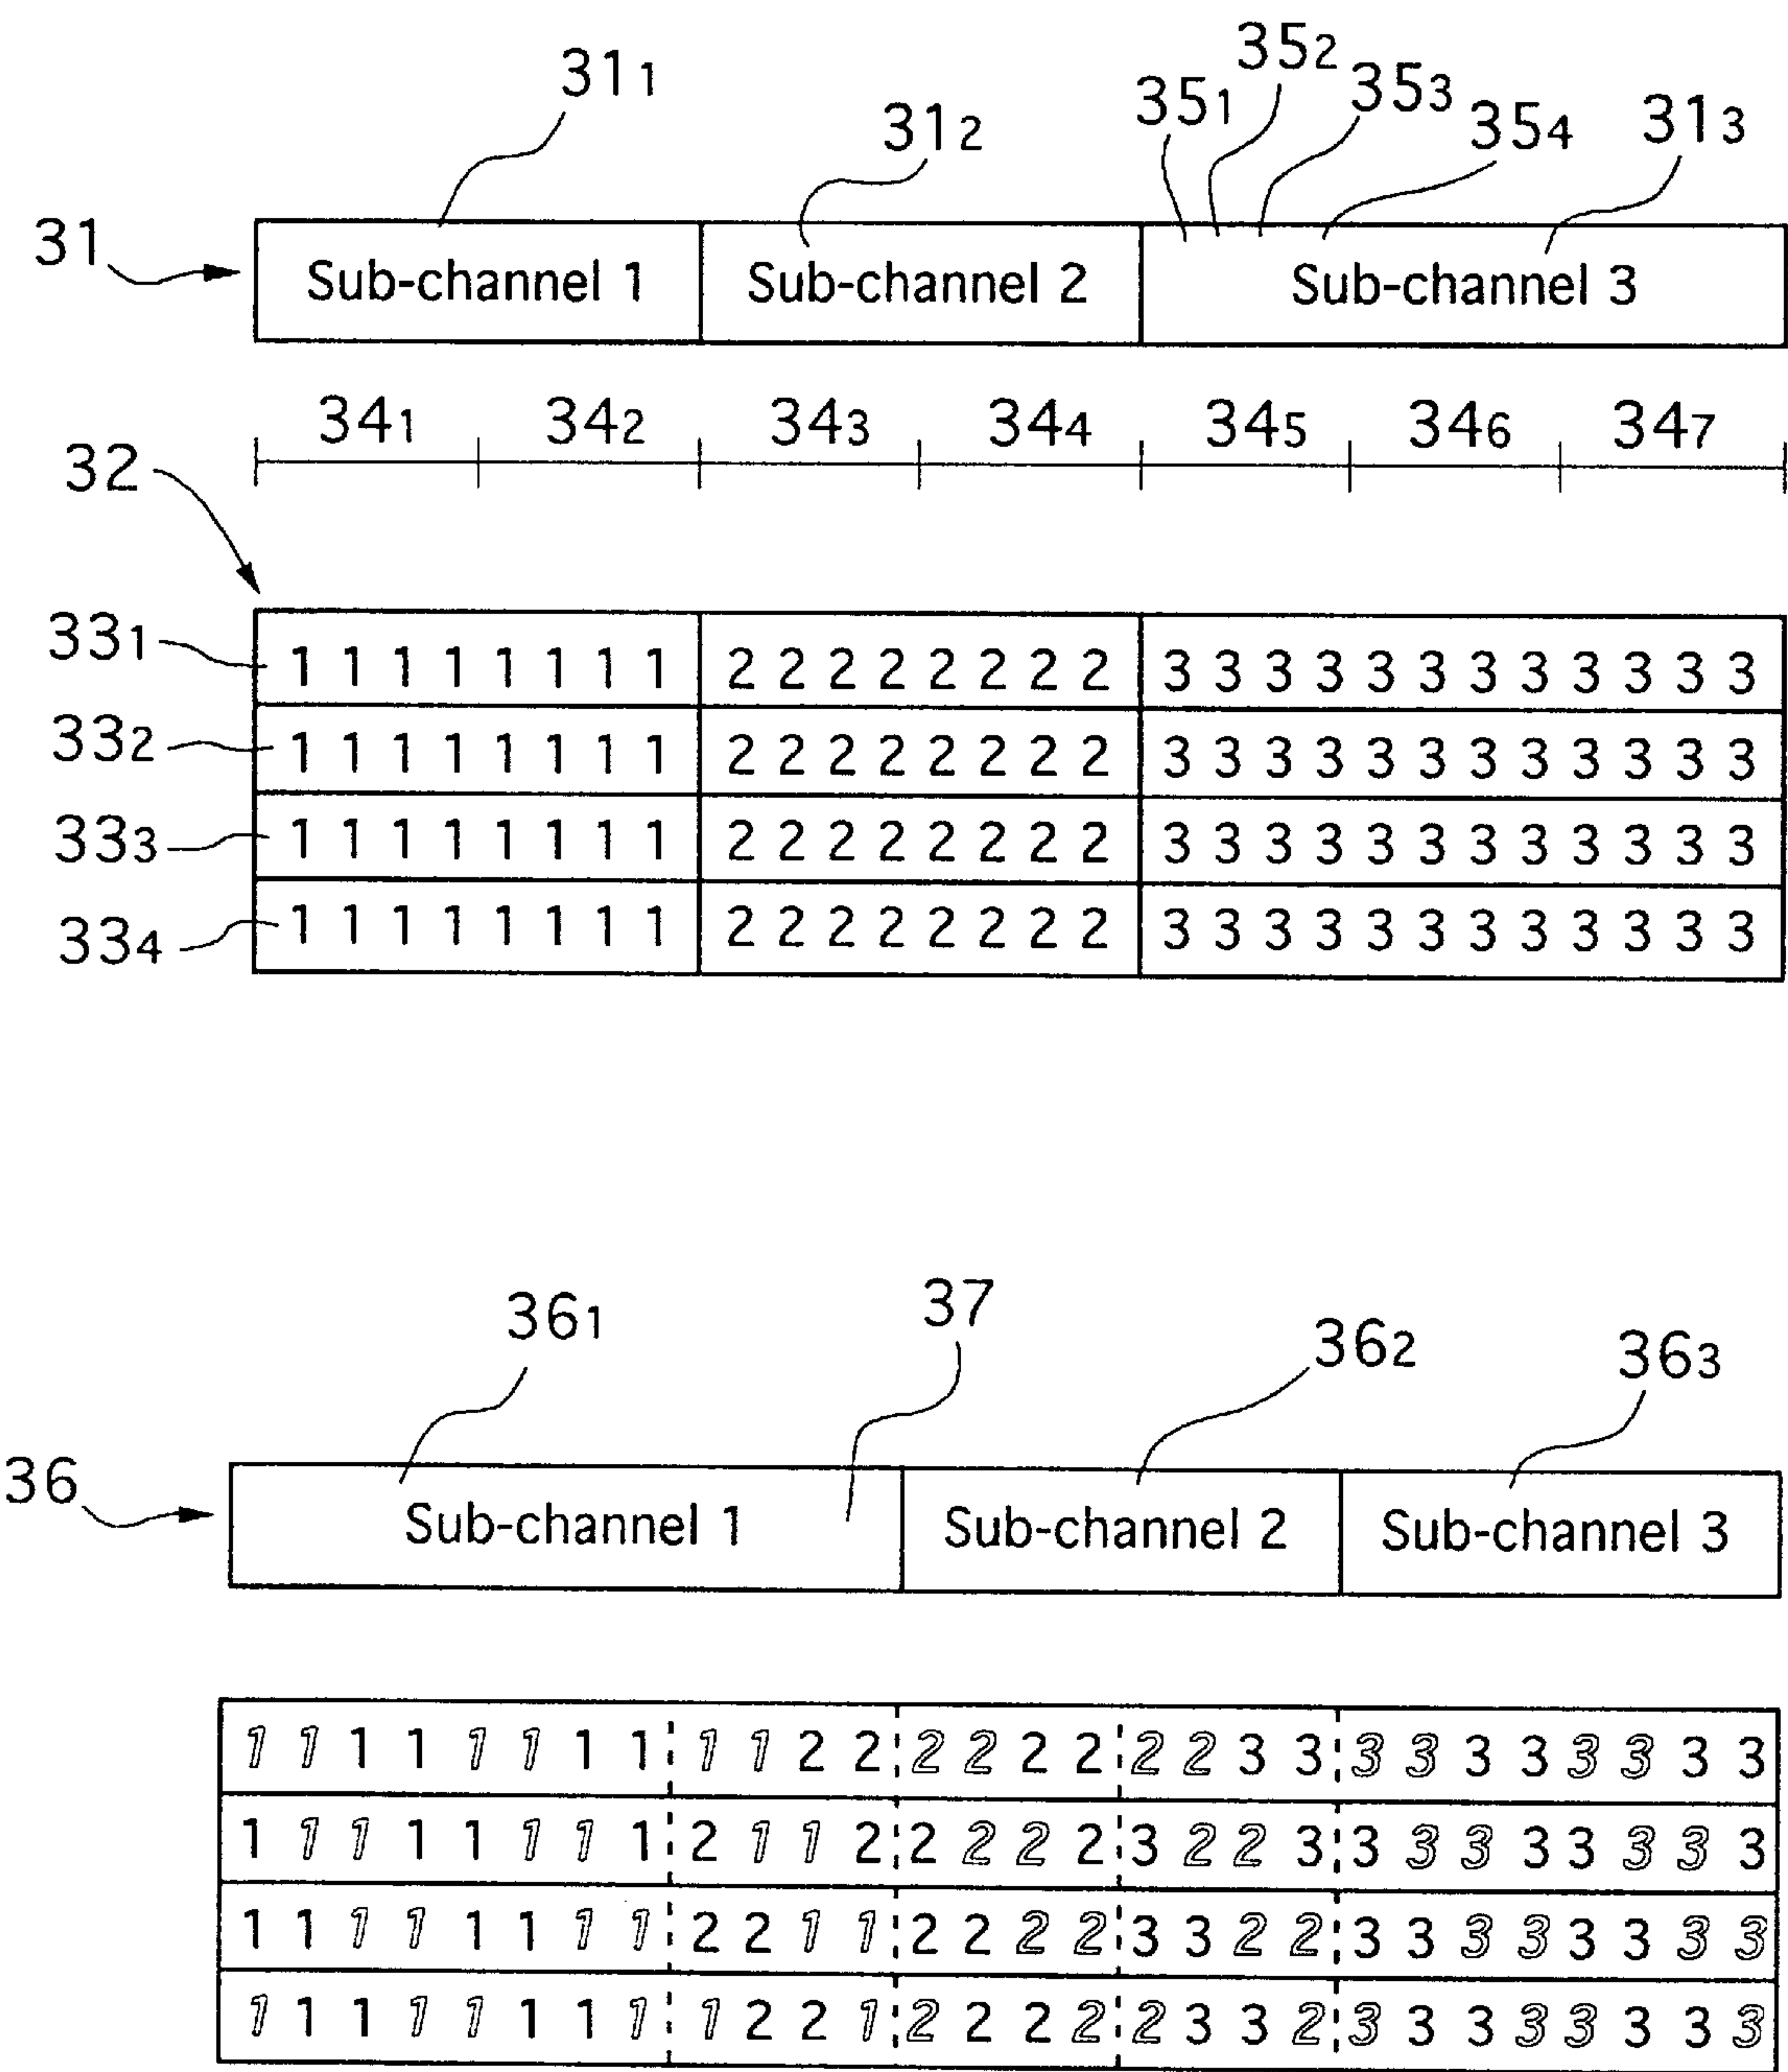 31₁ 31₂ 35₁ 35₂ 35₃ 35₄ 31₃
31 Sub-channel 1 Sub-channel 2 Sub-channel 3
34₁ 34₂ 34₃ 34₄ 34₅ 34₆ 34₇
32
33₁ 1 1 1 1 1 1 1 1 2 2 2 2 2 2 2 2 3 3 3 3 3 3 3 3 3 3 3 3
33₂ 1 1 1 1 1 1 1 1 2 2 2 2 2 2 2 2 3 3 3 3 3 3 3 3 3 3 3 3
33₃ 1 1 1 1 1 1 1 1 2 2 2 2 2 2 2 2 3 3 3 3 3 3 3 3 3 3 3 3
33₄ 1 1 1 1 1 1 1 1 2 2 2 2 2 2 2 2 3 3 3 3 3 3 3 3 3 3 3 3
36₁ 37 36₂ 36₃
36 Sub-channel 1 Sub-channel 2 Sub-channel 3
1 1 1 1 1 1 1 1 1 1 2 2 2 2 2 2 2 2 3 3 3 3 3 3 3 3 3 3
1 1 1 1 1 1 1 1 2 1 1 2 2 2 2 2 3 2 2 3 3 3 3 3 3 3 3 3
1 1 1 1 1 1 1 1 2 2 1 1 2 2 2 2 3 3 2 2 3 3 3 3 3 3 3 3
1 1 1 1 1 1 1 1 1 2 2 1 2 2 2 2 2 3 3 2 3 3 3 3 3 3 3 3